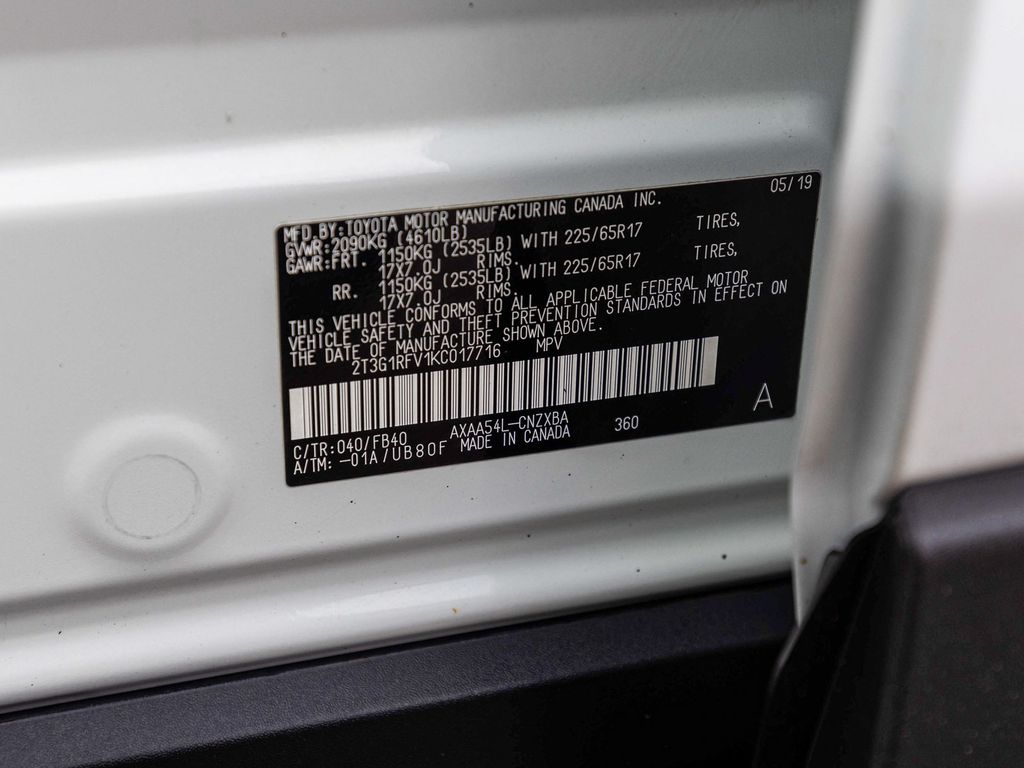 05/19
MFD.BY:TOYOTA MOTOR MANUFACTURING CANADA INC.
GVWR:2090KG (4610LB)
GAWR:FRT. 1150KG (2535LB) WITH 225/65R17 TIRES,
17X7.0J RIMS.
RR. 1150KG (2535LB) WITH 225/65R17 TIRES,
17X7.0J RIMS.
THIS VEHICLE CONFORMS TO ALL APPLICABLE FEDERAL MOTOR
VEHICLE SAFETY AND THEFT PREVENTION STANDARDS IN EFFECT ON
THE DATE OF MANUFACTURE SHOWN ABOVE.
2T3G1RFV1KC017716 MPV
A
C/TR:040/FB40 AXAA54L-CNZXBA 360
A/TM: -01A/UB80F MADE IN CANADA